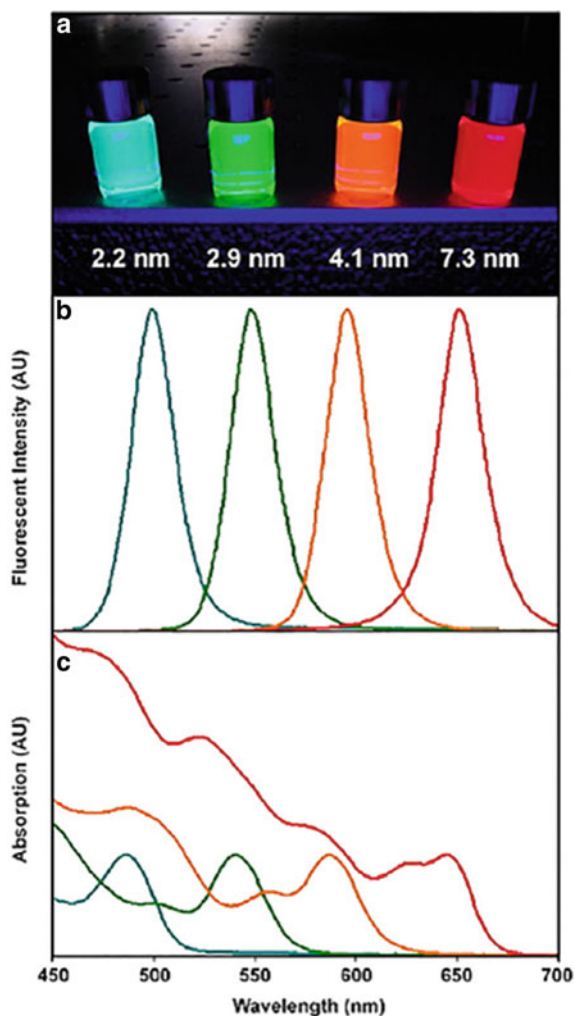 a
2.2 nm 2.9 nm 4.1 nm 7.3 nm
b
Fluorescent Intensity (AU)
c
Absorption (AU)
450 500 550 600 650 700
Wavelength (nm)